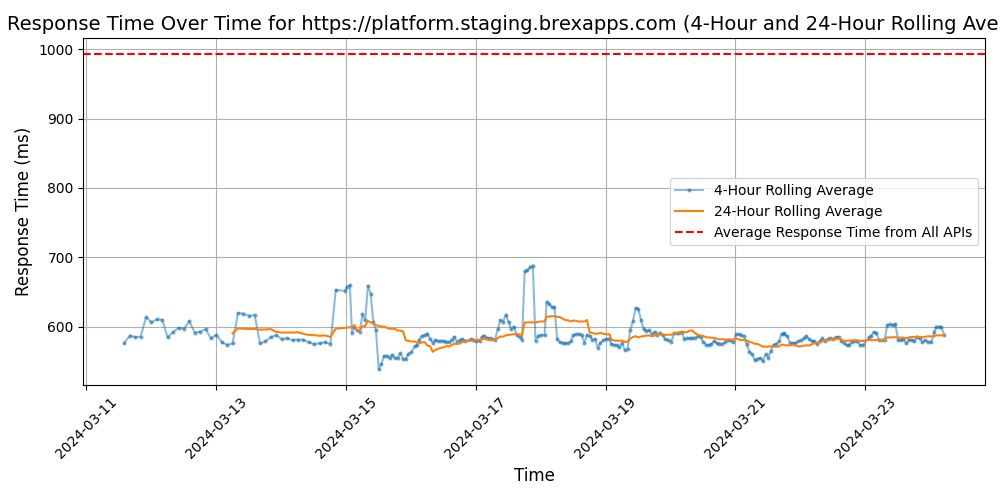 Response Time Over Time for https://platform.staging.brexapps.com (4-Hour and 24-Hour Rolling Ave
Response Time (ms)
1000
900
800
700
600
4-Hour Rolling Average
24-Hour Rolling Average
Average Response Time from All APIs
2024-03-11
2024-03-13
2024-03-15
2024-03-17
2024-03-19
2024-03-21
2024-03-23
Time